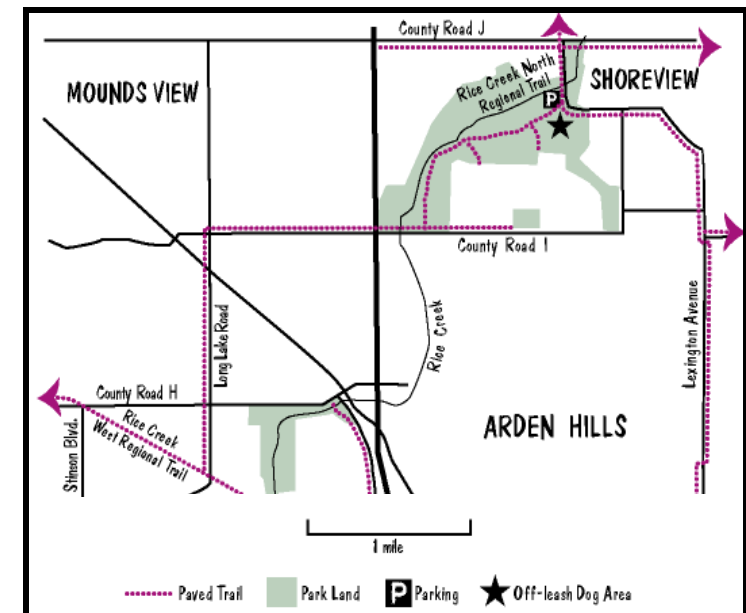 County Road J
MOUNDS VIEW
Rice Creek North
Regional Trail
SHOREVIEW
P
County Road I
Long Lake Road
Rice Creek
Lexington Avenue
County Road H
Rice Creek
West Regional Trail
Stinson Blvd.
ARDEN HILLS
1 mile
Paved Trail
Park Land
P Parking
Off-leash Dog Area